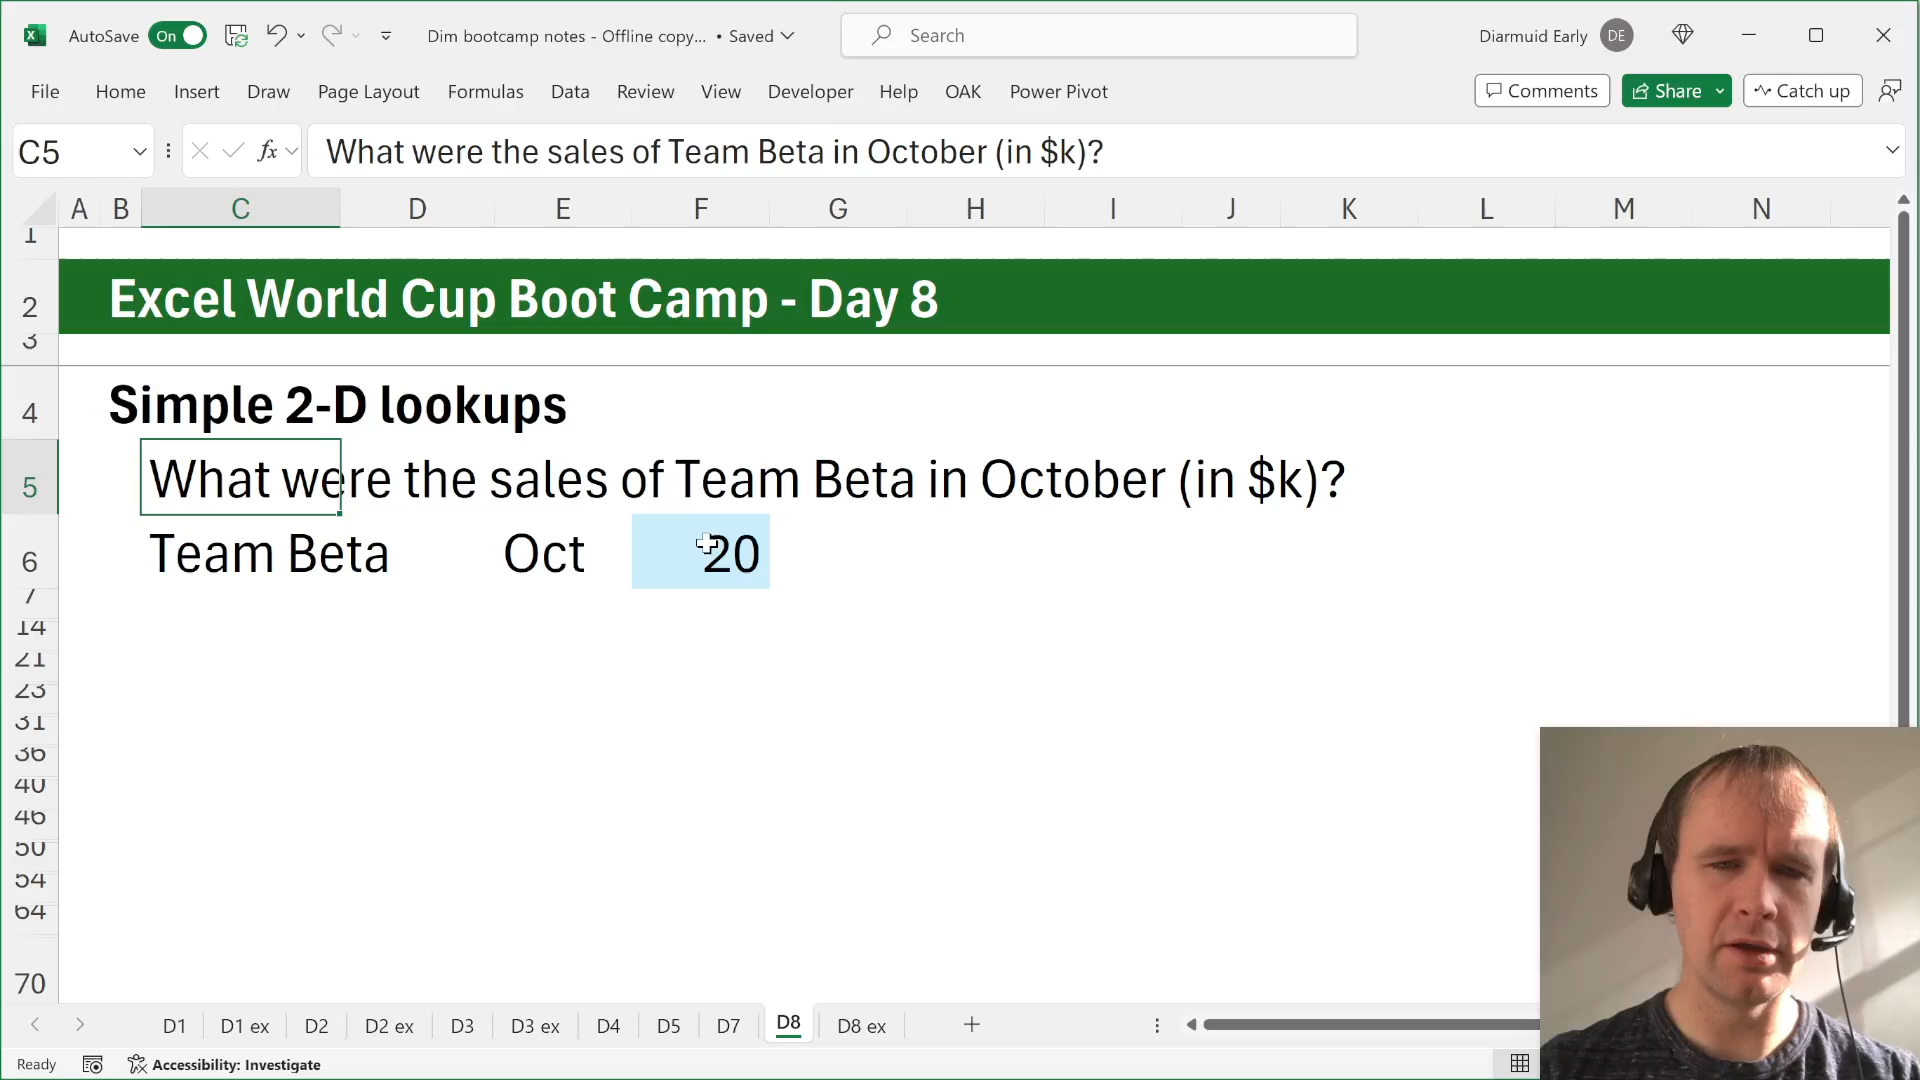 AutoSave On Dim bootcamp notes - Offline copy... • Saved Search Diarmuid Early DE
File Home Insert Draw Page Layout Formulas Data Review View Developer Help OAK Power Pivot Comments Share Catch up
C5 fx What were the sales of Team Beta in October (in $k)?
A B C D E F G H I J K L M N
1
2 Excel World Cup Boot Camp - Day 8
3
4 Simple 2-D lookups
5 What were the sales of Team Beta in October (in $k)?
6 Team Beta Oct 20
7
14
21
23
31
36
40
46
50
54
64
70
D1 D1 ex D2 D2 ex D3 D3 ex D4 D5 D7 D8 D8 ex
Ready Accessibility: Investigate